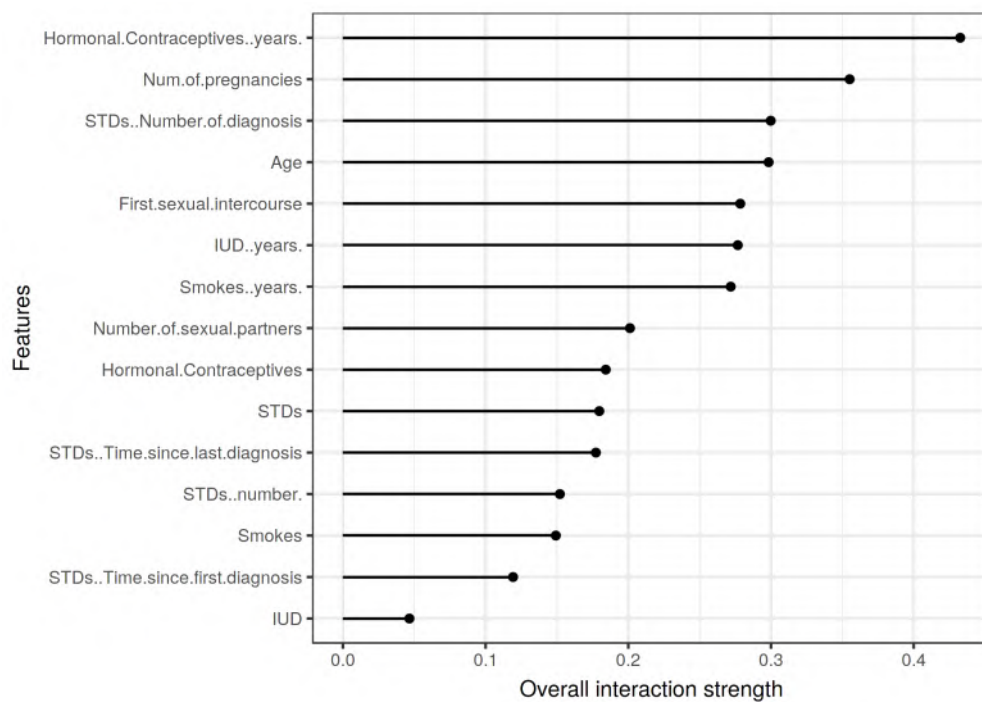 Hormonal.Contraceptives..years.
Num.of.pregnancies
STDs..Number.of.diagnosis
Age
First.sexual.intercourse
IUD..years.
Smokes..years.
Number.of.sexual.partners
Hormonal.Contraceptives
STDs
STDs..Time.since.last.diagnosis
STDs..number.
Smokes
STDs..Time.since.first.diagnosis
IUD
Features
0.0 0.1 0.2 0.3 0.4
Overall interaction strength